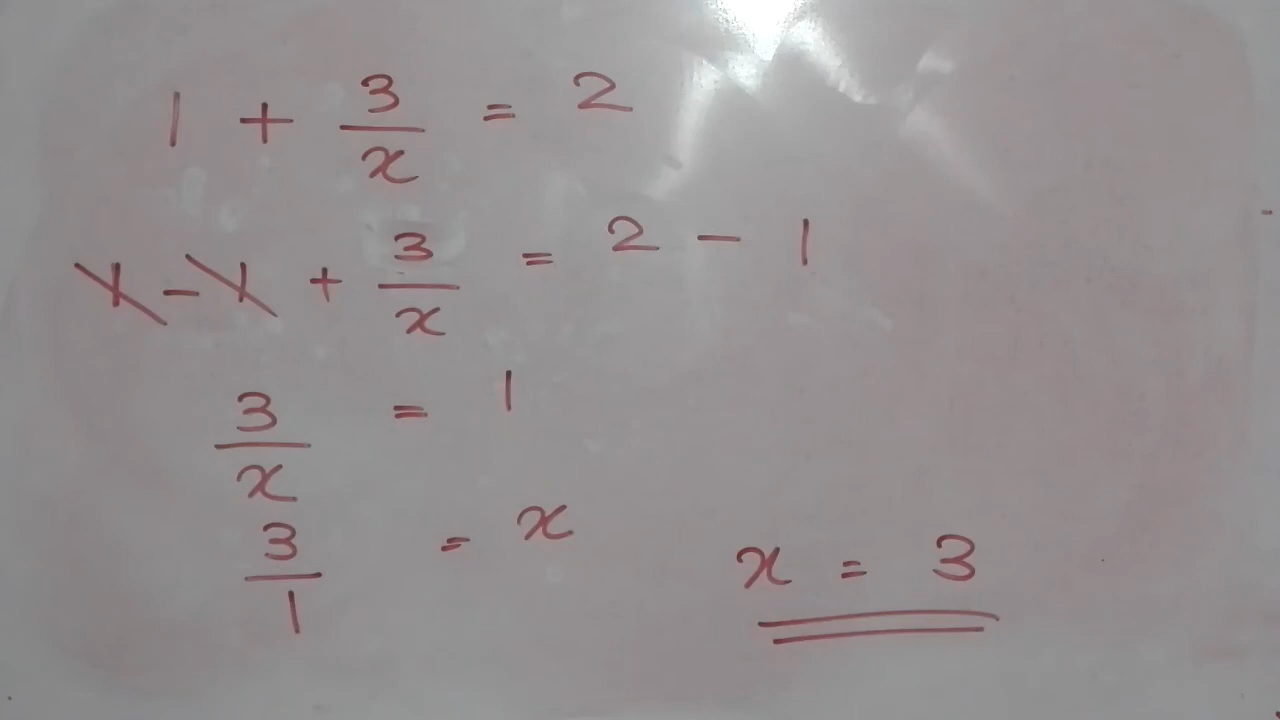 1 + 3/x = 2
1 - 1 + 3/x = 2 - 1
3/x = 1
3/1 = x
x = 3